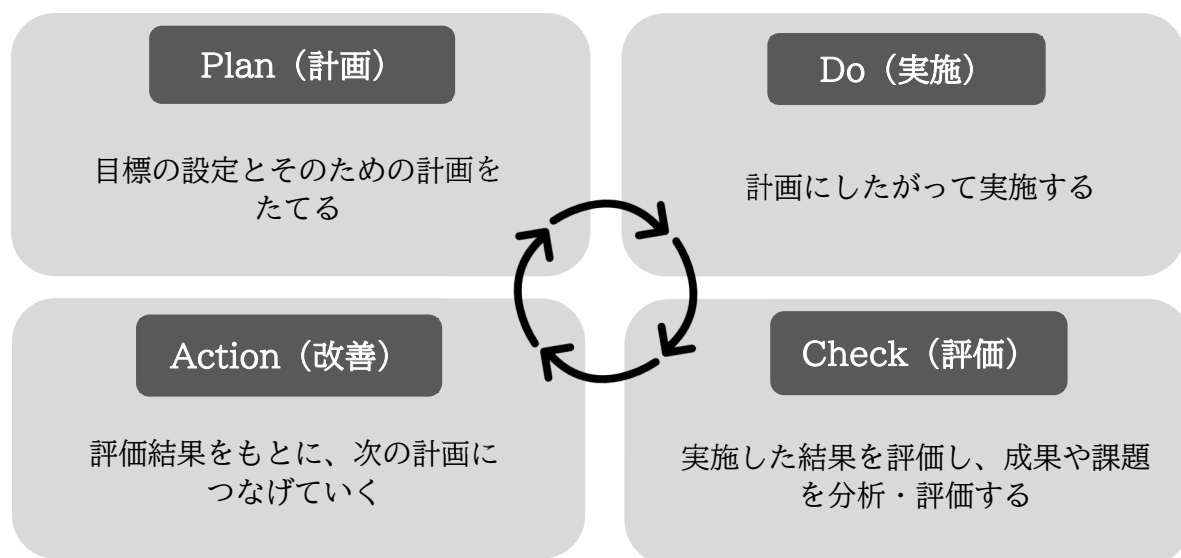 Plan（計画）
目標の設定とそのための計画を
たてる
Do（実施）
計画にしたがって実施する
Action（改善）
評価結果をもとに、次の計画に
つなげていく
Check（評価）
実施した結果を評価し、成果や課題
を分析・評価する